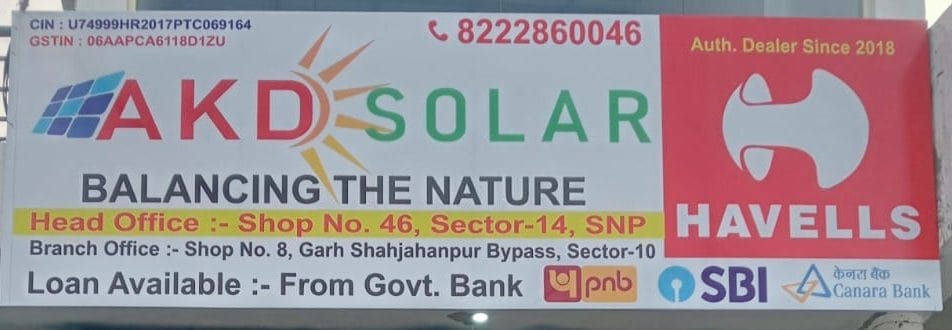 CIN : U74999HR2017PTC069164
GSTIN : 06AAPCA6118D1ZU
8222860046
AKD SOLAR
BALANCING THE NATURE
Head Office :- Shop No. 46, Sector-14, SNP
Branch Office :- Shop No. 8, Garh Shahjahanpur Bypass, Sector-10
Loan Available :- From Govt. Bank
pnb
SBI
केनरा बैंक
Canara Bank
Auth. Dealer Since 2018
HAVELLS